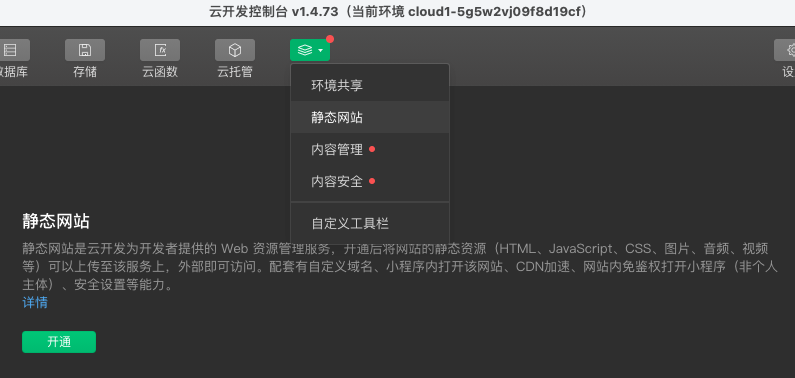 云开发控制台 v1.4.73（当前环境 cloud1-5g5w2vj09f8d19cf）
数据库
存储
云函数
云托管
设
环境共享
静态网站
内容管理
内容安全
自定义工具栏
静态网站
静态网站是云开发为开发者提供的 Web 资源管理服务，开通后将网站的静态资源（HTML、JavaScript、CSS、图片、音频、视频
等）可以上传至该服务上，外部即可访问。配套有自定义域名、小程序内打开该网站、CDN加速、网站内免鉴权打开小程序（非个人
主体）、安全设置等能力。
详情
开通